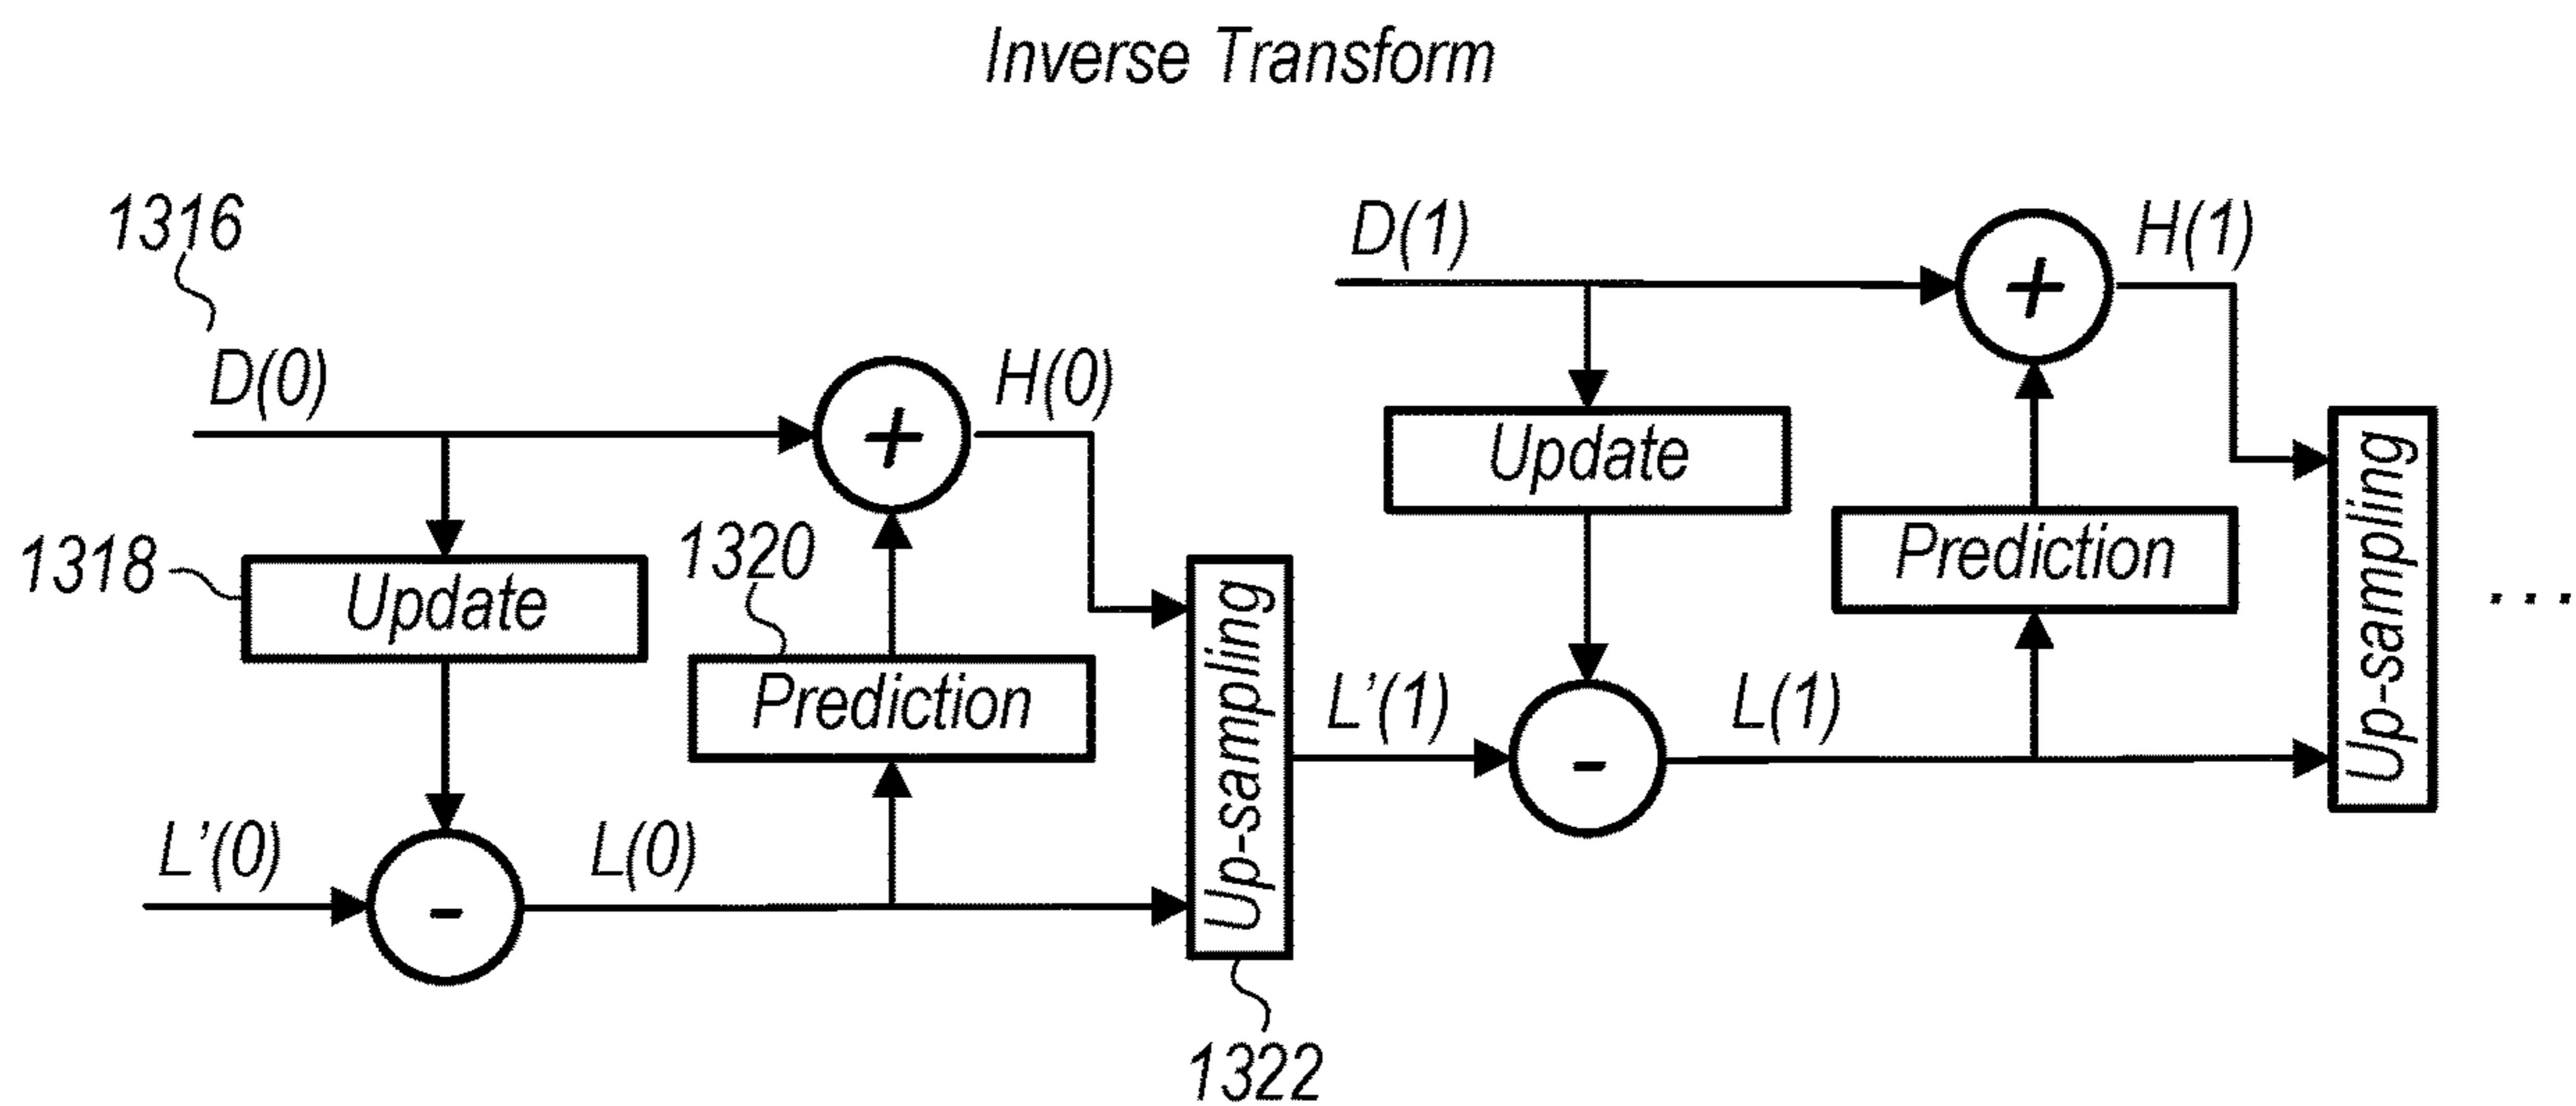 Inverse Transform
1316
D(0)
H(0)
1318
Update
1320
Prediction
L'(0)
-
L(0)
+
Up-sampling
1322
D(1)
H(1)
Update
Prediction
L'(1)
-
L(1)
+
Up-sampling
...